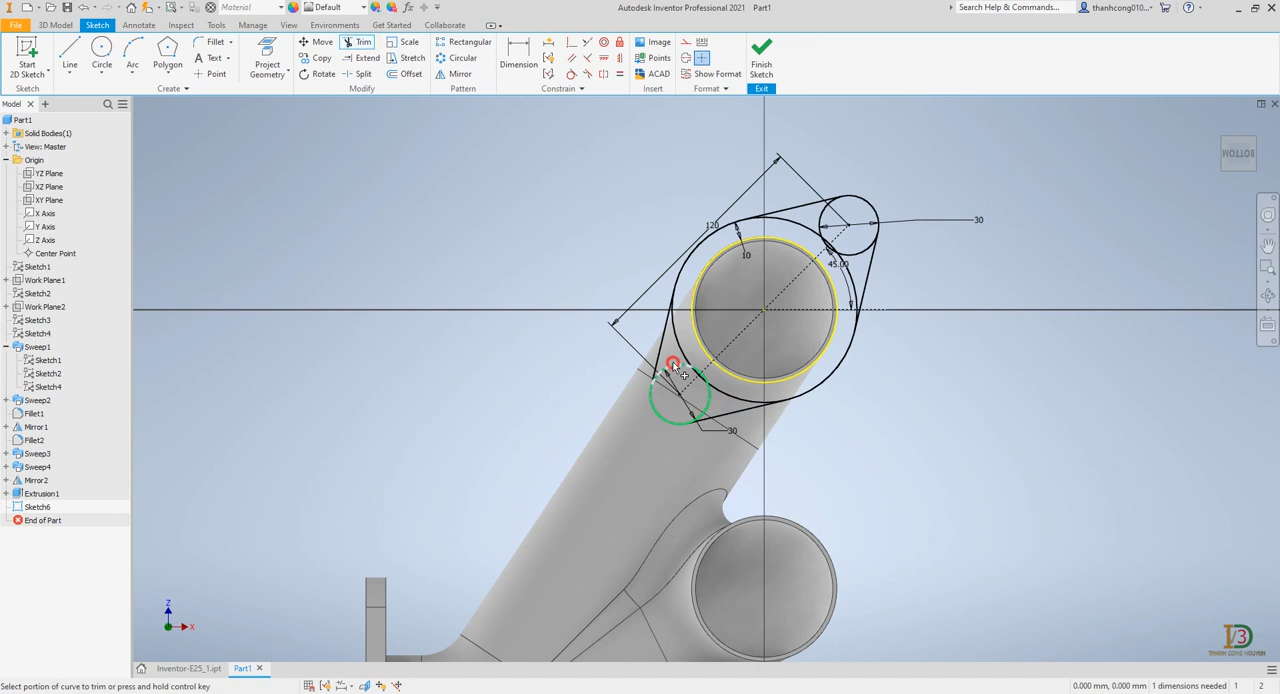 Material
Default
Autodesk Inventor Professional 2021 Part1
Search Help & Commands...
thanhcong010...
File
3D Model
Sketch
Annotate
Inspect
Tools
Manage
View
Environments
Get Started
Collaborate
Start
2D Sketch
Line
Circle
Arc
Polygon
Fillet
Text
Point
Project
Geometry
Move
Copy
Rotate
Trim
Extend
Split
Scale
Stretch
Offset
Rectangular
Circular
Mirror
Dimension
Image
Points
ACAD
Show Format
Finish
Sketch
Sketch
Create
Modify
Pattern
Constrain
Insert
Format
Exit
Model
Part1
Solid Bodies(1)
View: Master
Origin
YZ Plane
XZ Plane
XY Plane
X Axis
Y Axis
Z Axis
Center Point
Sketch1
Work Plane1
Sketch2
Work Plane2
Sketch3
Sketch4
Sweep1
Sketch1
Sketch2
Sketch4
Sweep2
Fillet1
Mirror1
Fillet2
Sweep3
Sweep4
Mirror2
Extrusion1
Sketch6
End of Part
BOTTOM
120
10
45.00
30
30
Z
X
I/3
THANH CONG NGUYEN
Inventor-E25_1.ipt
Part1
Select portion of curve to trim or press and hold control key
0.000 mm, 0.000 mm
1 dimensions needed
1
2